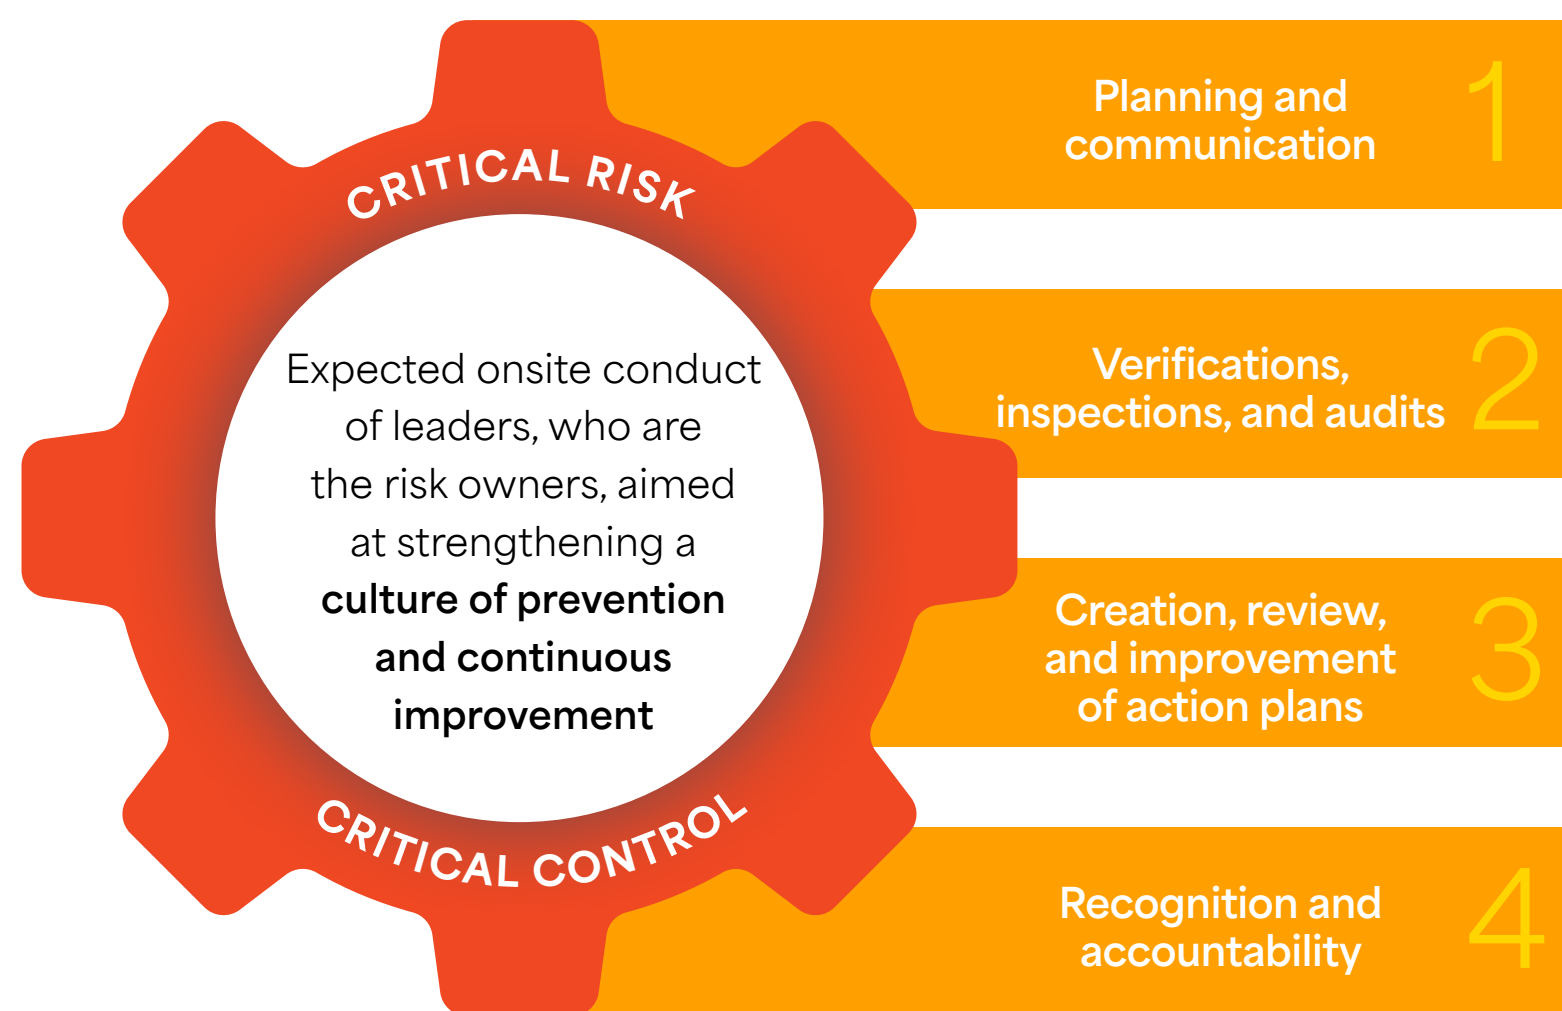 CRITICAL RISK
Expected onsite conduct
of leaders, who are
the risk owners, aimed
at strengthening a
culture of prevention
and continuous
improvement
CRITICAL CONTROL
Planning and
communication
1
Verifications,
inspections, and audits
2
Creation, review,
and improvement
of action plans
3
Recognition and
accountability
4